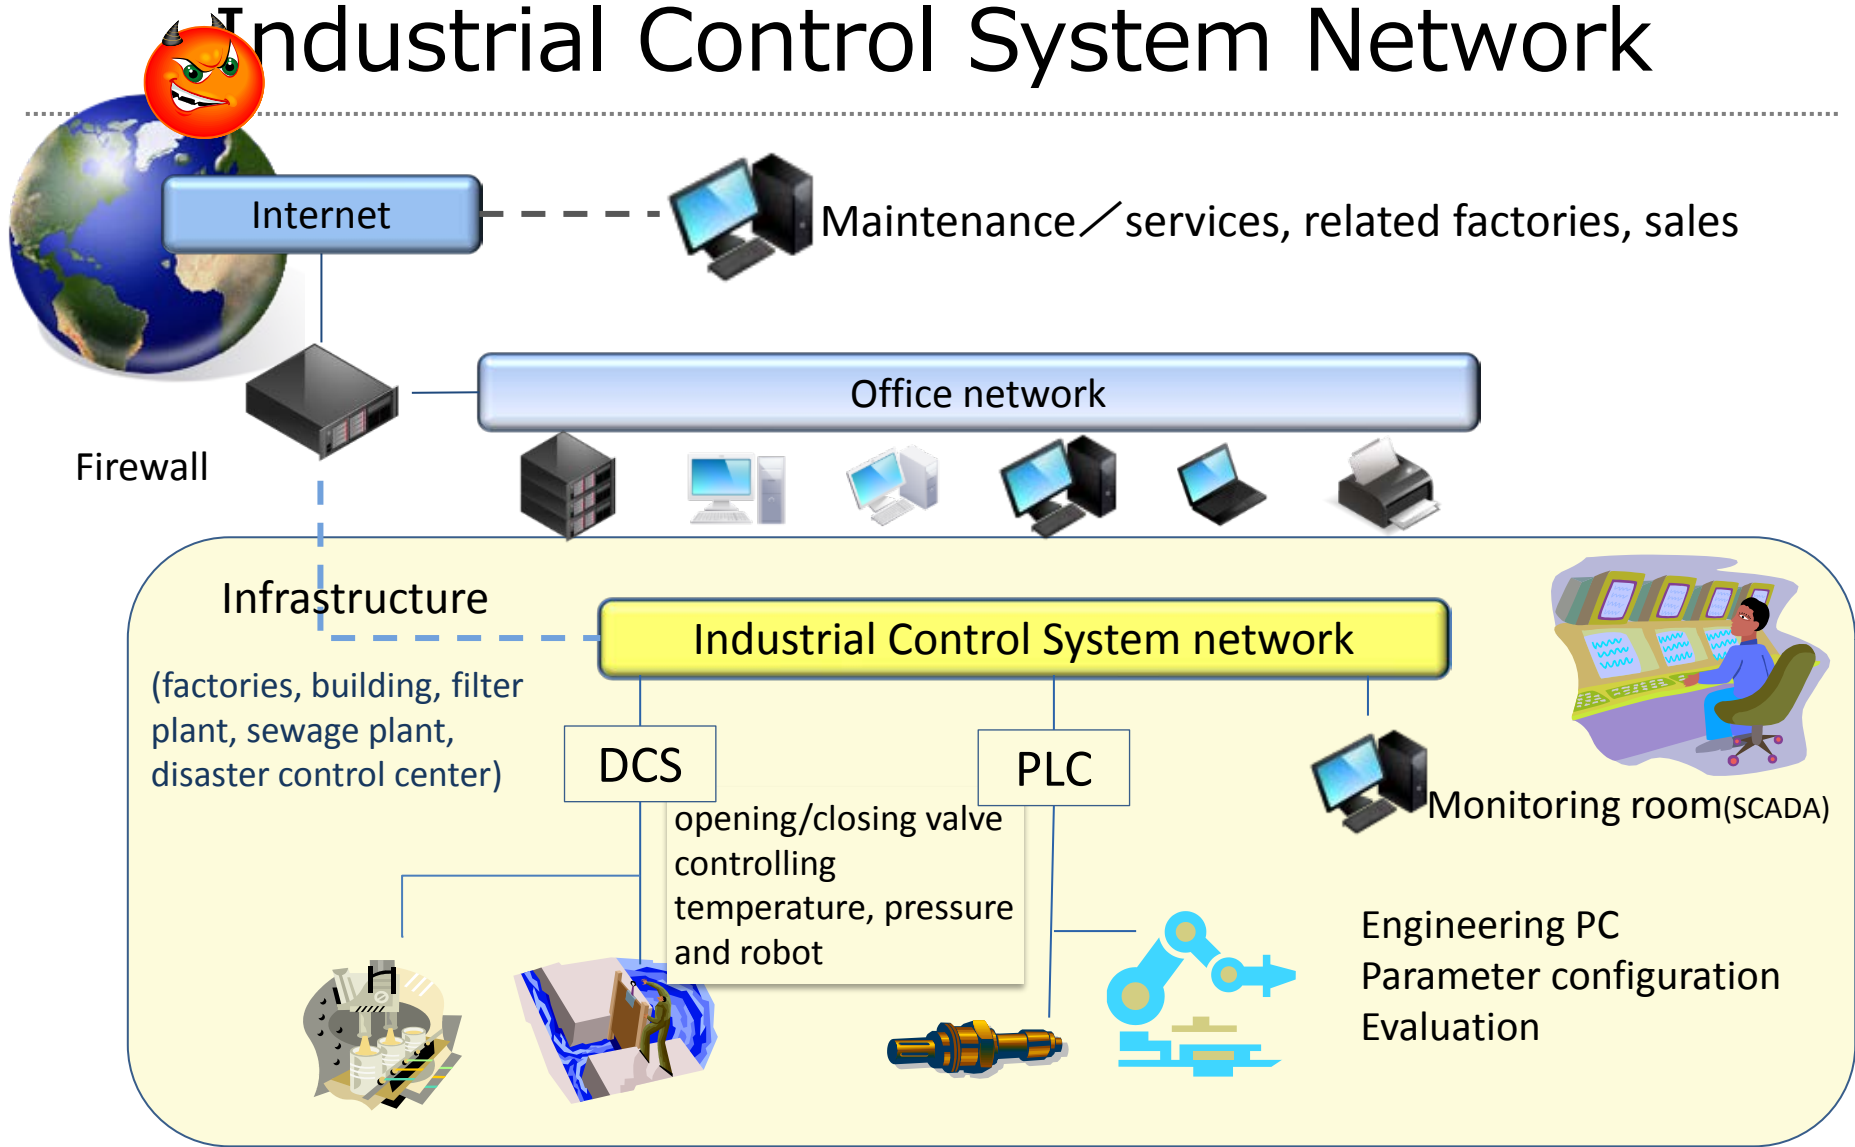 Industrial Control System Network
Internet
Maintenance／services, related factories, sales
Office network
Firewall
Infrastructure
Industrial Control System network
(factories, building, filter
plant, sewage plant,
disaster control center)
DCS
PLC
opening/closing valve
controlling
temperature, pressure
and robot
Monitoring room(SCADA)
Engineering PC
Parameter configuration
Evaluation